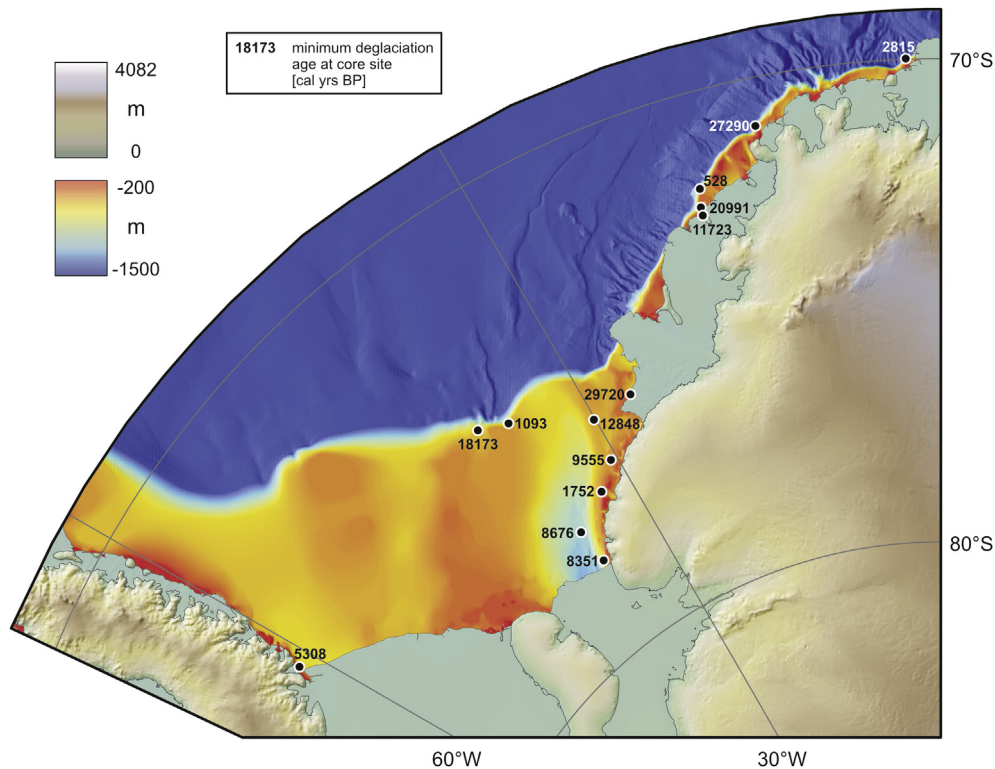 18173 minimum deglaciation
age at core site
[cal yrs BP]
4082
m
0
-200
m
-1500
2815
70°S
27290
528
20991
11723
29720
1093
12848
18173
9555
1752
8676
80°S
8351
5308
60°W
30°W